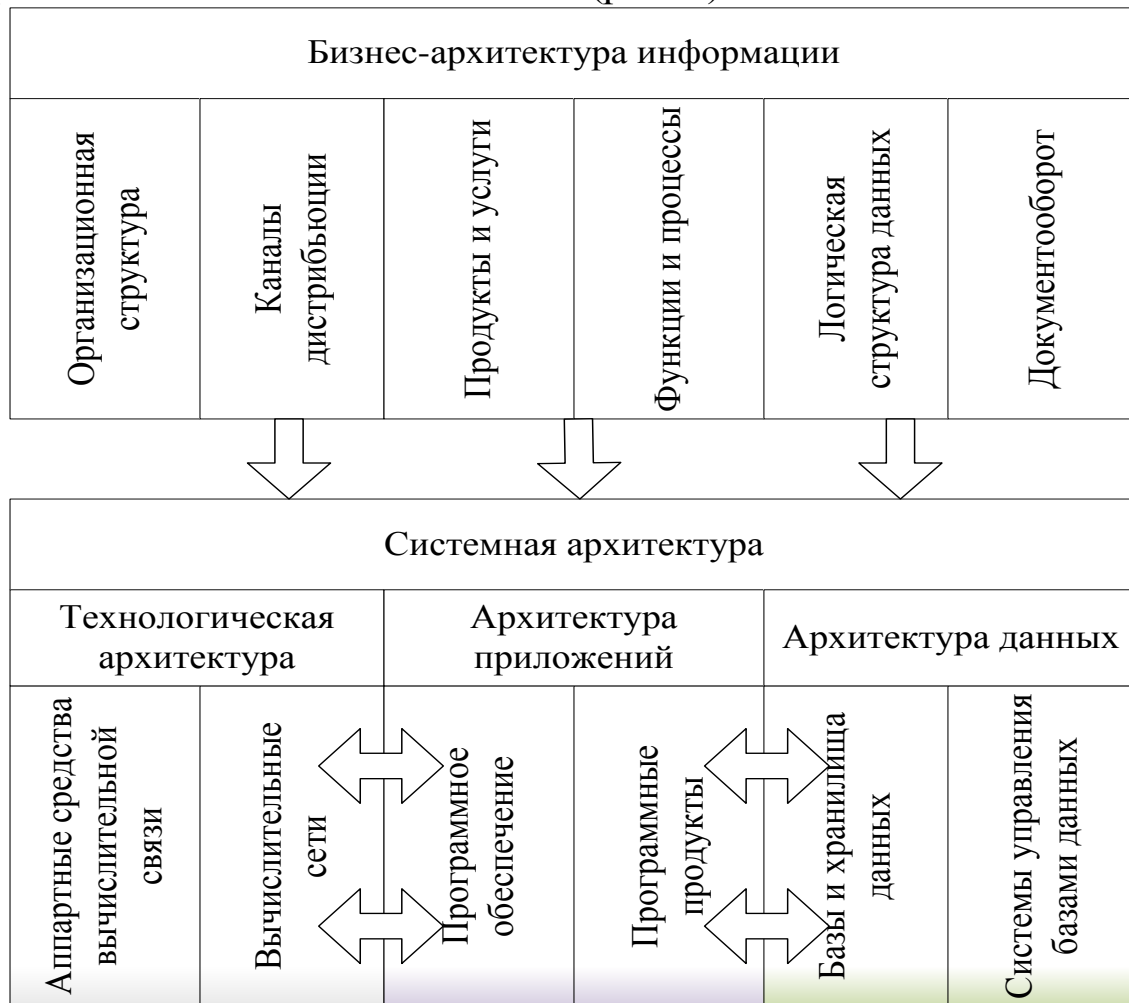 Бизнес-архитектура информации
Организационная
структура
Каналы
дистрибьюции
Продукты и услуги
Функции и процессы
Логическая
структура данных
Документооборот
Системная архитектура
Технологическая
архитектура
Архитектура
приложений
Архитектура данных
Аппартные средства
вычислительной
связи
Вычислительные
сети
Программное
обеспечение
Программные
продукты
Базы и хранилища
данных
Системы управления
базами данных